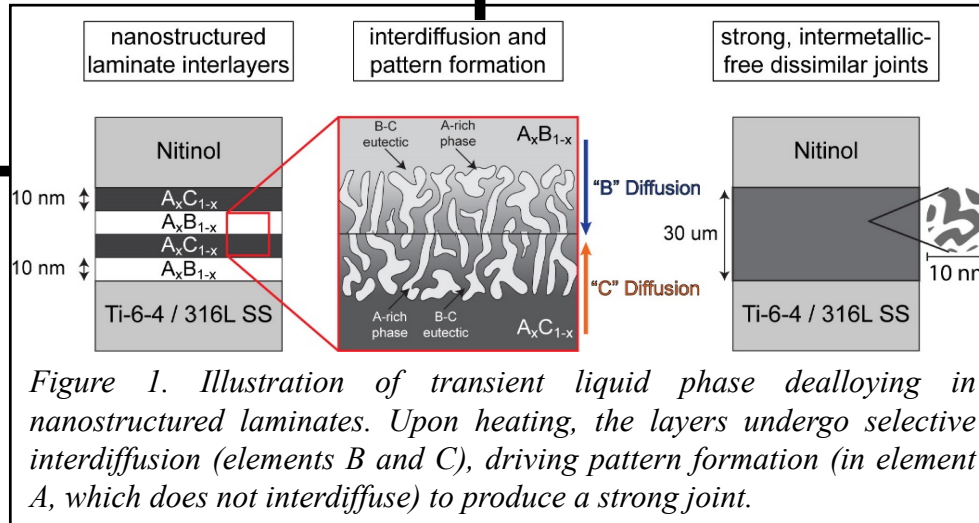 nanostructured
laminate interlayers
interdiffusion and
pattern formation
strong, intermetallic-
free dissimilar joints
Nitinol
10 nm
AₓC₁₋ₓ
AₓB₁₋ₓ
AₓC₁₋ₓ
10 nm
AₓB₁₋ₓ
Ti-6-4 / 316L SS
B-C
eutectic
A-rich
phase
AₓB₁₋ₓ
"B" Diffusion
"C" Diffusion
A-rich
phase
B-C
eutectic
AₓC₁₋ₓ
Nitinol
30 um
10 nm
Ti-6-4 / 316L SS
Figure 1. Illustration of transient liquid phase dealloying in
nanostructured laminates. Upon heating, the layers undergo selective
interdiffusion (elements B and C), driving pattern formation (in element
A, which does not interdiffuse) to produce a strong joint.